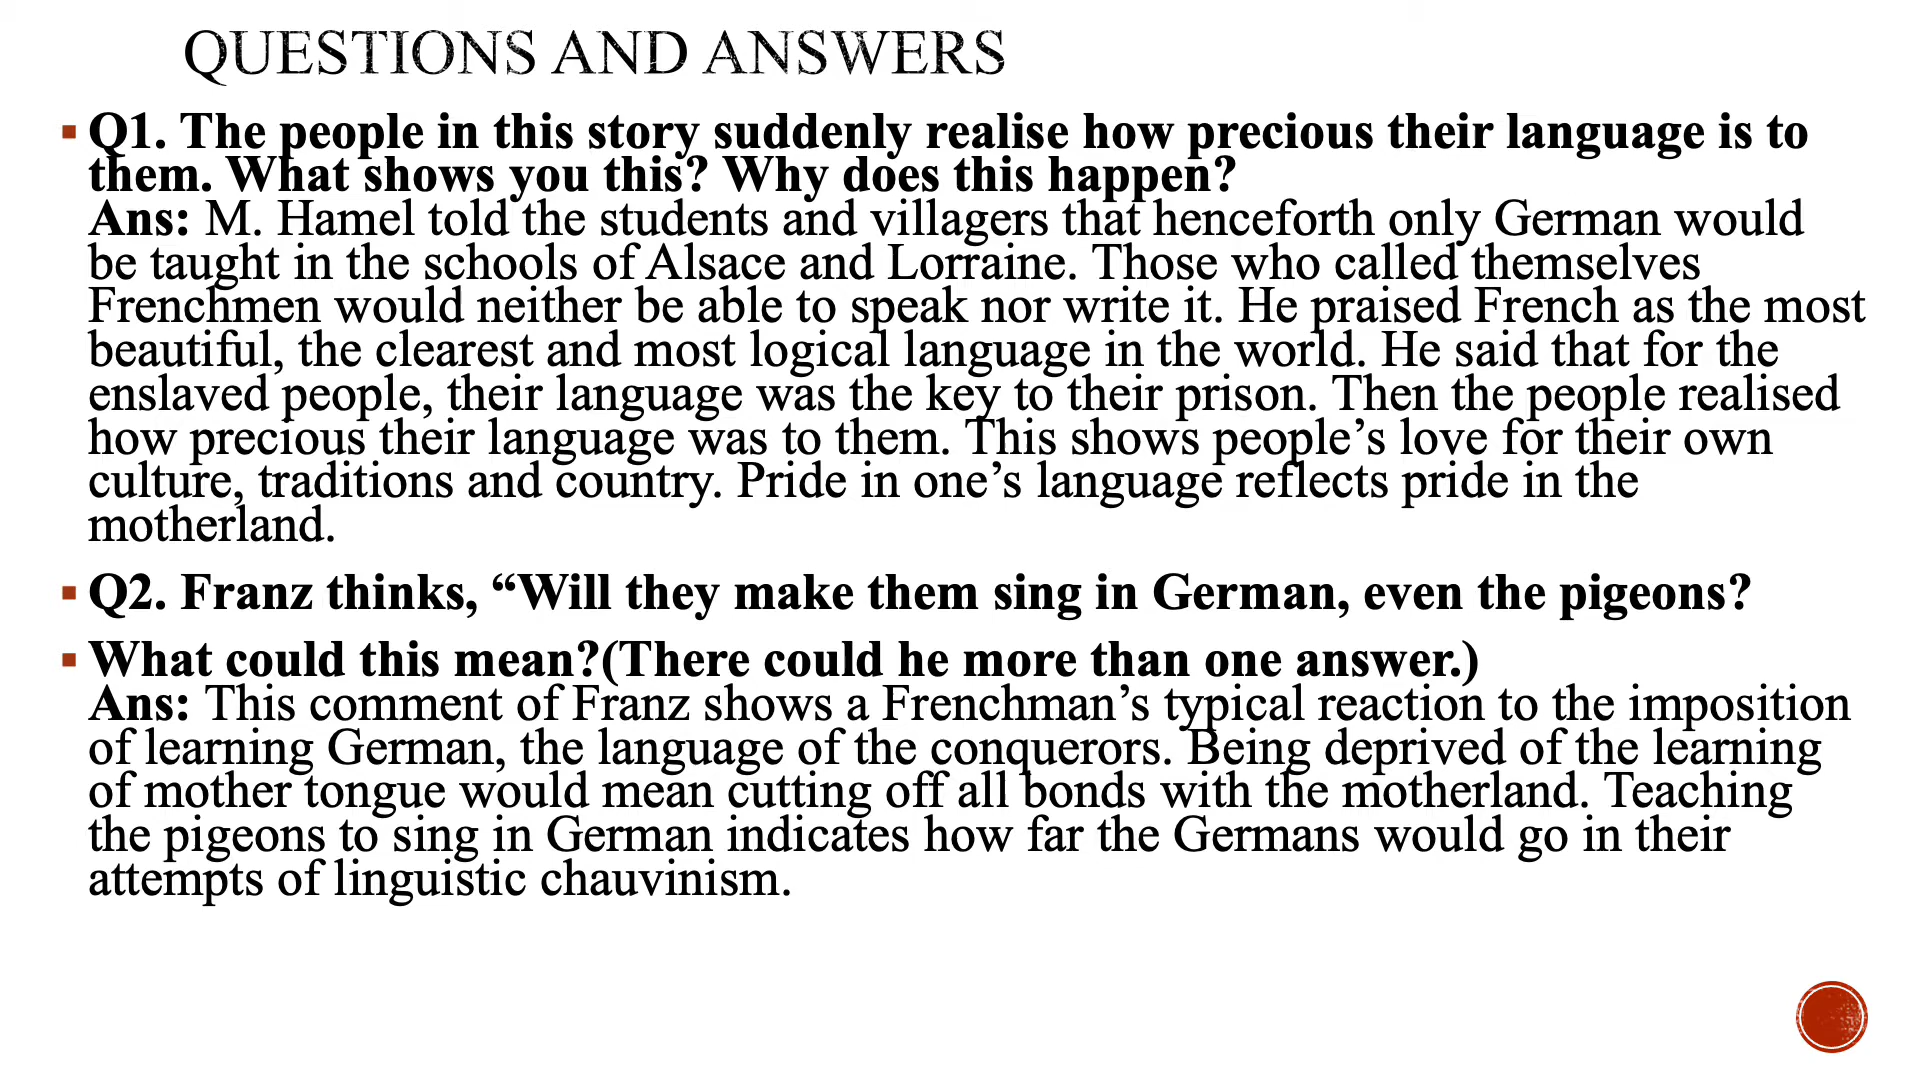 QUESTIONS AND ANSWERS
▪ Q1. The people in this story suddenly realise how precious their language is to
them. What shows you this? Why does this happen?
Ans: M. Hamel told the students and villagers that henceforth only German would
be taught in the schools of Alsace and Lorraine. Those who called themselves
Frenchmen would neither be able to speak nor write it. He praised French as the most
beautiful, the clearest and most logical language in the world. He said that for the
enslaved people, their language was the key to their prison. Then the people realised
how precious their language was to them. This shows people’s love for their own
culture, traditions and country. Pride in one’s language reflects pride in the
motherland.
▪ Q2. Franz thinks, “Will they make them sing in German, even the pigeons?
▪ What could this mean?(There could he more than one answer.)
Ans: This comment of Franz shows a Frenchman’s typical reaction to the imposition
of learning German, the language of the conquerors. Being deprived of the learning
of mother tongue would mean cutting off all bonds with the motherland. Teaching
the pigeons to sing in German indicates how far the Germans would go in their
attempts of linguistic chauvinism.